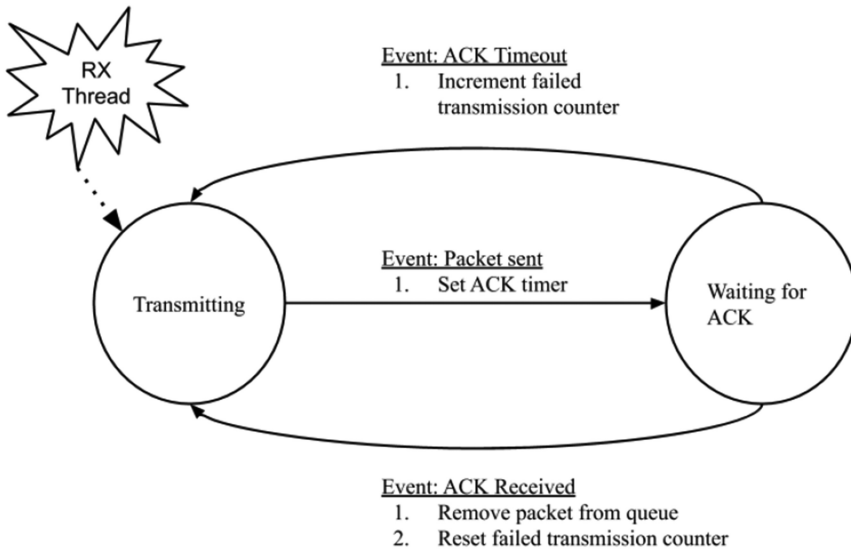 RX
Thread
Event: ACK Timeout
1. Increment failed
transmission counter
Event: Packet sent
1. Set ACK timer
Transmitting
Waiting for
ACK
Event: ACK Received
1. Remove packet from queue
2. Reset failed transmission counter